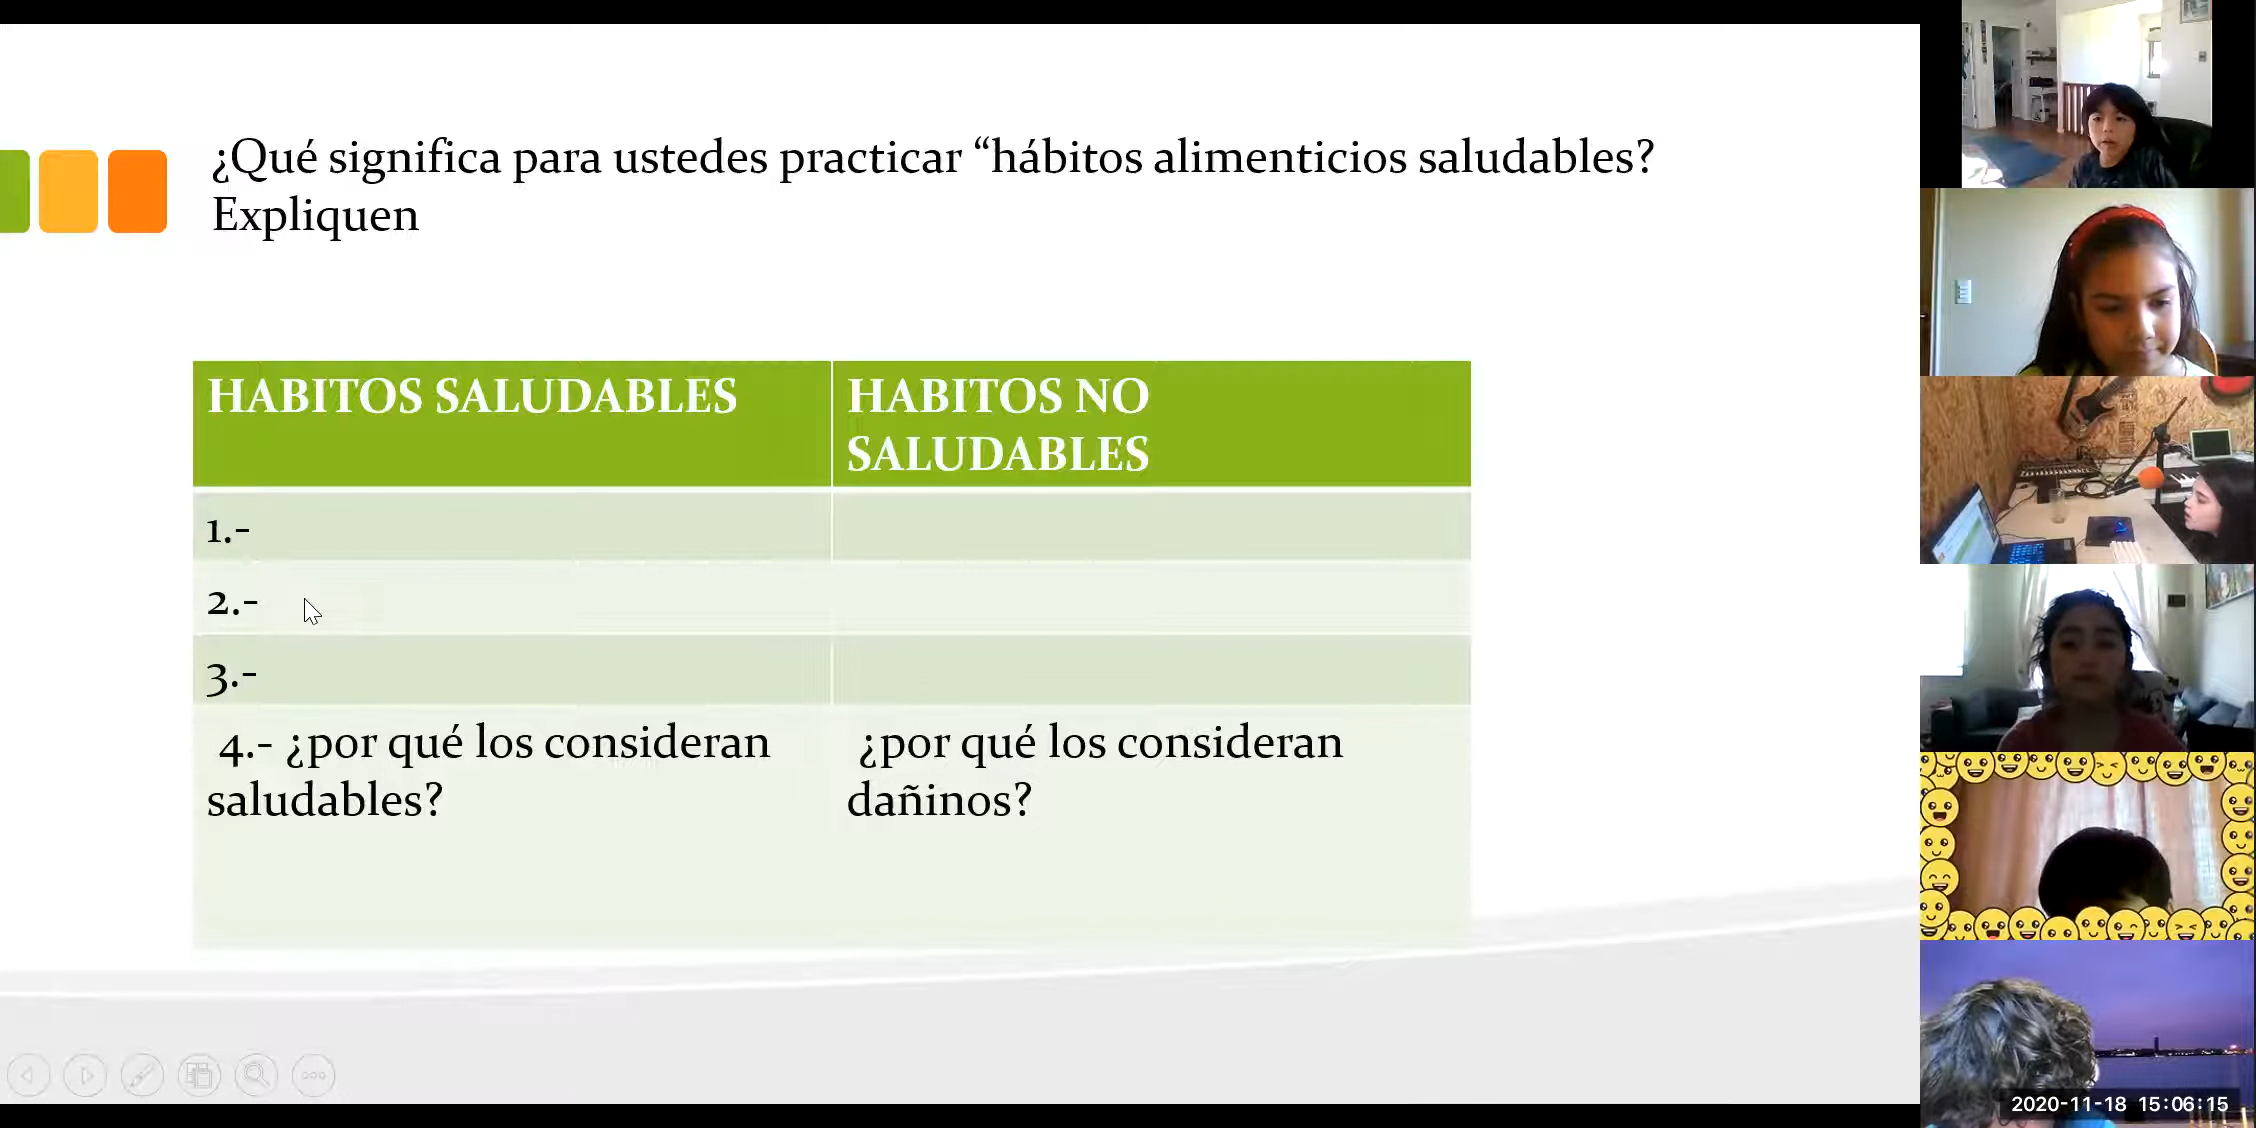 ¿Qué significa para ustedes practicar “hábitos alimenticios saludables?
Expliquen
HABITOS SALUDABLES
HABITOS NO
SALUDABLES
1.-
2.-
3.-
4.- ¿por qué los consideran
saludables?
¿por qué los consideran
dañinos?
2020-11-18 15:06:15